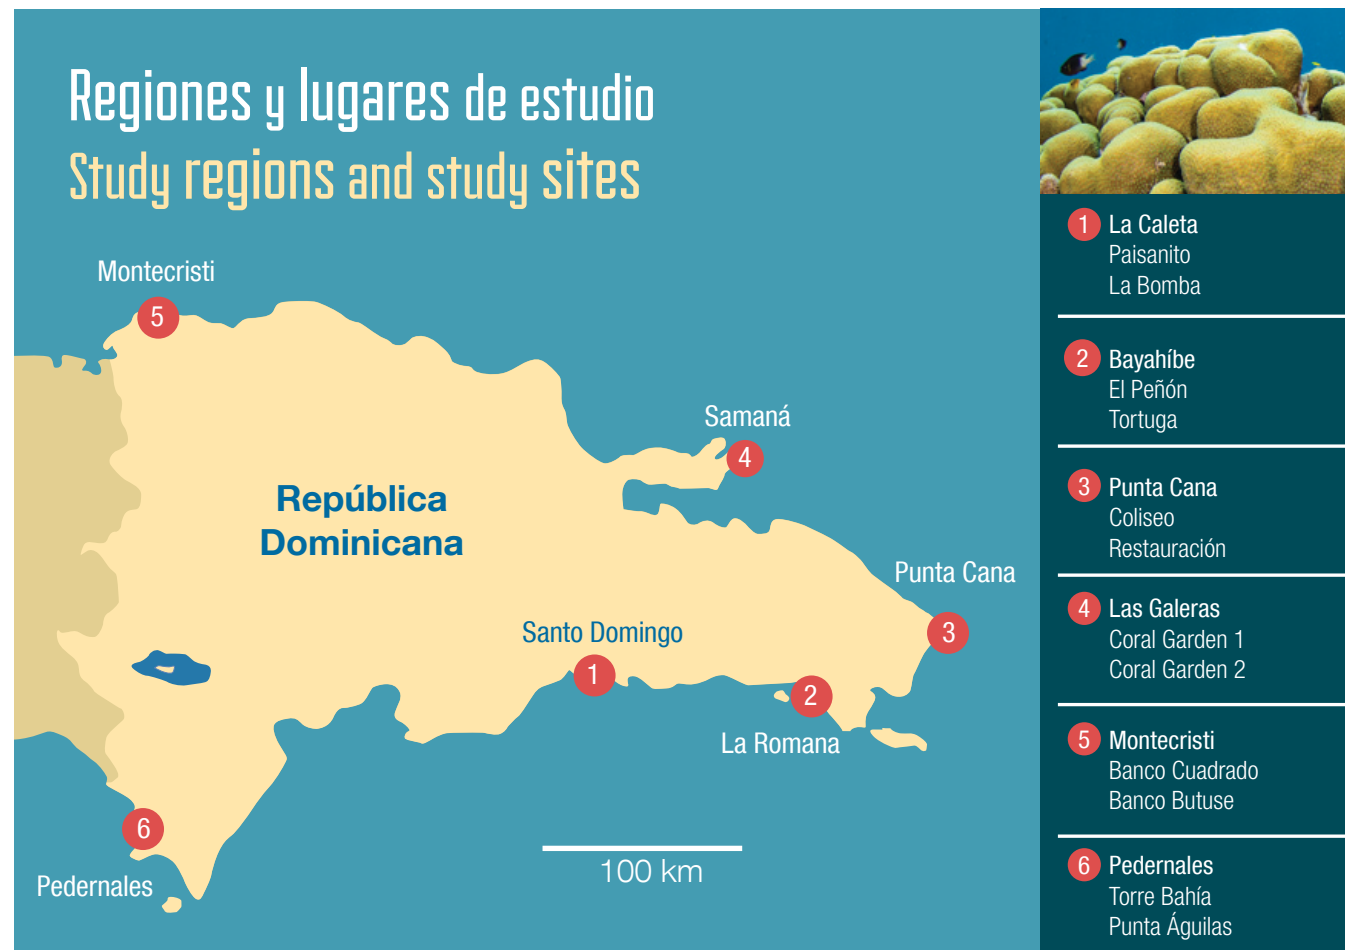 Regiones y lugares de estudio
Study regions and study sites
Montecristi
5
Samaná
4
República
Dominicana
Punta Cana
3
Santo Domingo
1
2
La Romana
6
Pedernales
100 km
1 La Caleta
Paisanito
La Bomba
2 Bayahíbe
El Peñón
Tortuga
3 Punta Cana
Coliseo
Restauración
4 Las Galeras
Coral Garden 1
Coral Garden 2
5 Montecristi
Banco Cuadrado
Banco Butuse
6 Pedernales
Torre Bahía
Punta Águilas